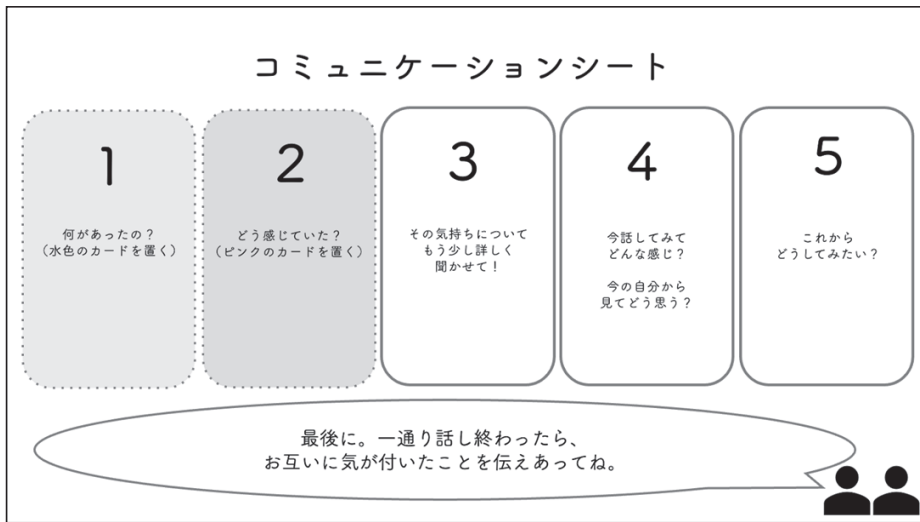 コミュニケーションシート
1
何があったの？
（水色のカードを置く）
2
どう感じていた？
（ピンクのカードを置く）
3
その気持ちについて
もう少し詳しく
聞かせて！
4
今話してみて
どんな感じ？
今の自分から
見てどう思う？
5
これから
どうしてみたい？
最後に。一通り話し終わったら、
お互いに気が付いたことを伝えあってね。